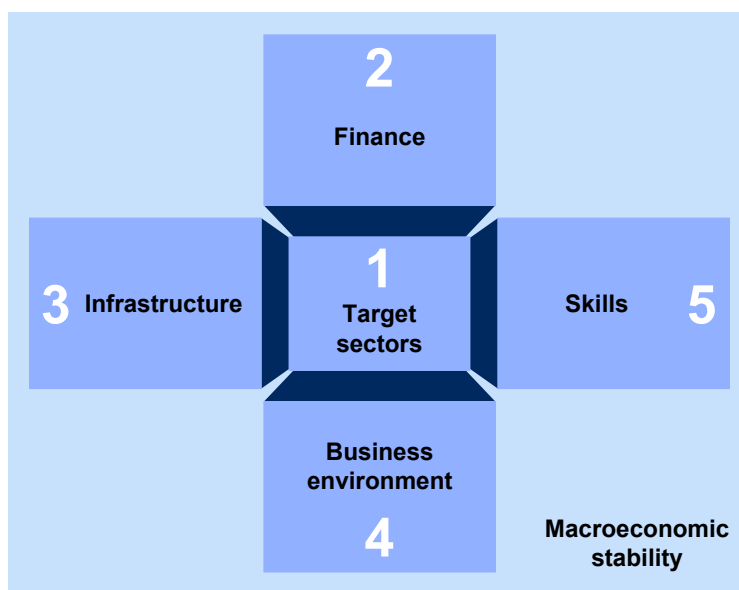 2
Finance
3
Infrastructure
1
Target
sectors
Skills
5
Business
environment
4
Macroeconomic
stability